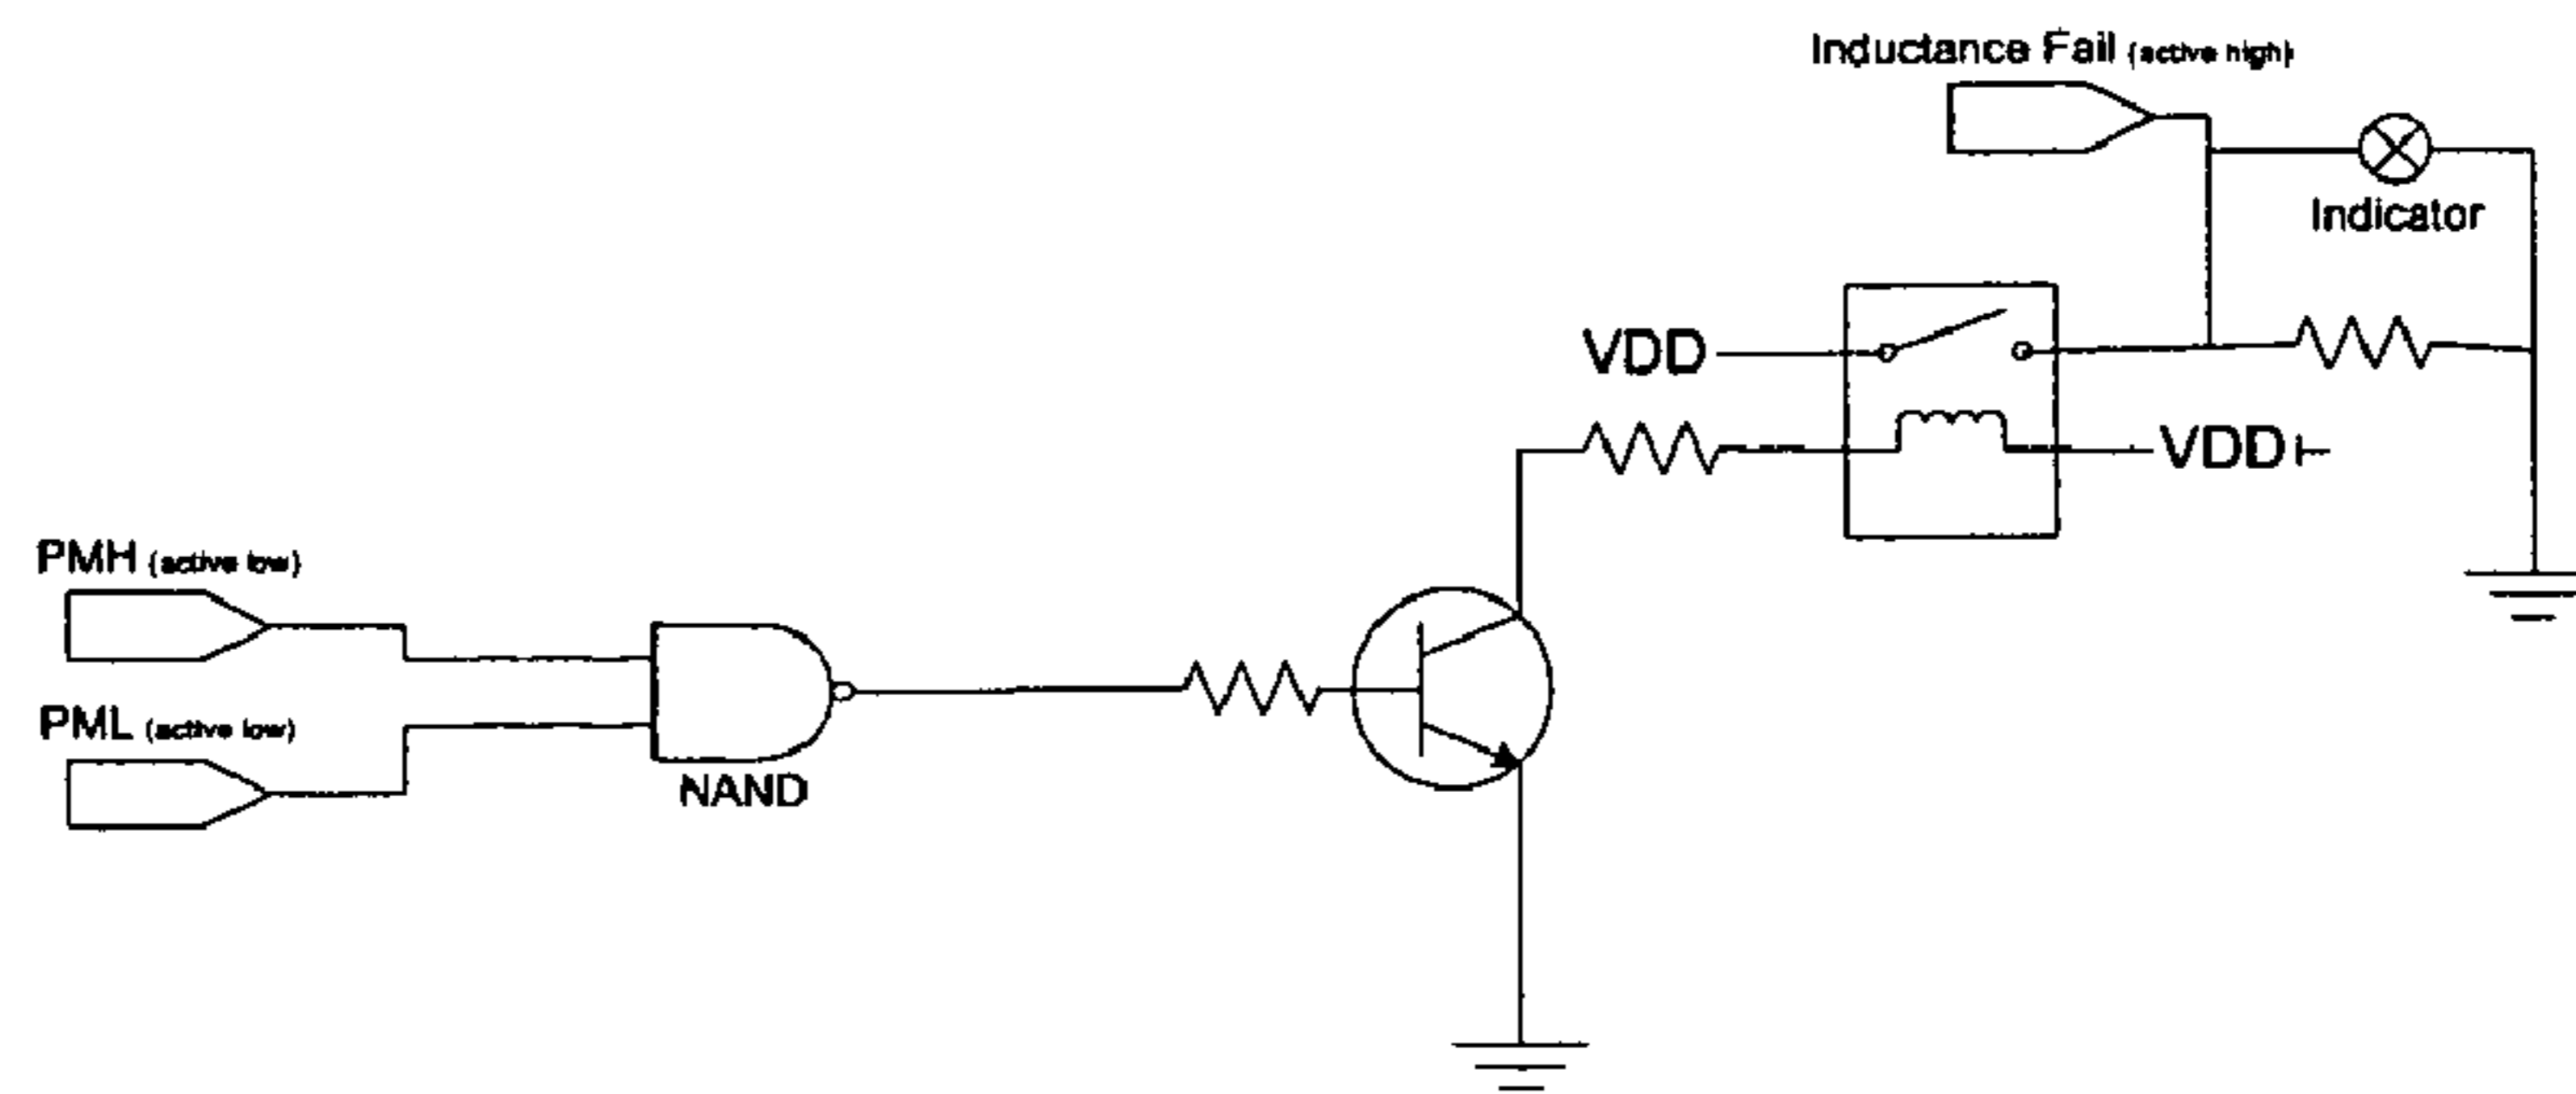 Inductance Fail (active high)
Indicator
VDD
VDD
PMH (active low)
PML (active low)
NAND